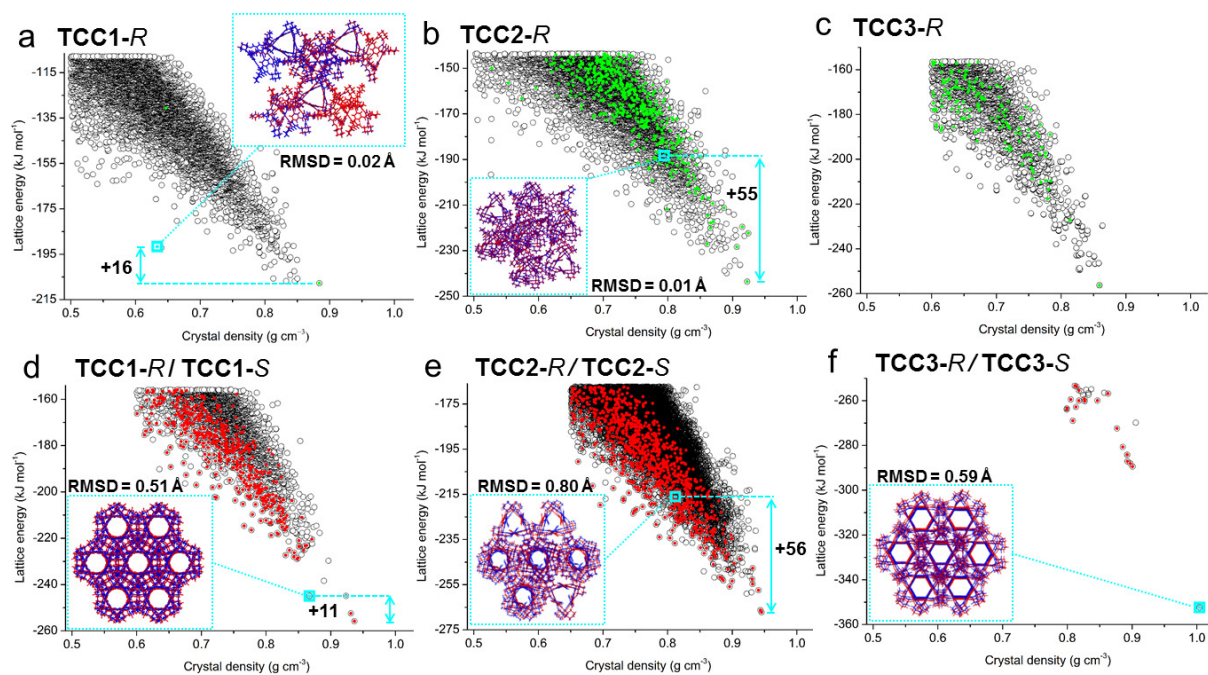 a TCC1-R
Lattice energy (kJ mol⁻¹)
-115
-135
-155
-175
-195
-215
RMSD = 0.02 Å
+16
0.5 0.6 0.7 0.8 0.9 1.0
Crystal density (g cm⁻³)
b TCC2-R
Lattice energy (kJ mol⁻¹)
-150
-170
-190
-210
-230
-250
+55
RMSD = 0.01 Å
0.5 0.6 0.7 0.8 0.9 1.0
Crystal density (g cm⁻³)
c TCC3-R
Lattice energy (kJ mol⁻¹)
-160
-180
-200
-220
-240
-260
0.5 0.6 0.7 0.8 0.9 1.0
Crystal density (g cm⁻³)
d TCC1-R / TCC1-S
Lattice energy (kJ mol⁻¹)
-160
-180
-200
-220
-240
-260
RMSD = 0.51 Å
+11
0.5 0.6 0.7 0.8 0.9 1.0
Crystal density (g cm⁻³)
e TCC2-R / TCC2-S
Lattice energy (kJ mol⁻¹)
-175
-195
-215
-235
-255
-275
RMSD = 0.80 Å
+56
0.5 0.6 0.7 0.8 0.9 1.0
Crystal density (g cm⁻³)
f TCC3-R / TCC3-S
Lattice energy (kJ mol⁻¹)
-260
-280
-300
-320
-340
-360
RMSD = 0.59 Å
0.5 0.6 0.7 0.8 0.9 1.0
Crystal density (g cm⁻³)